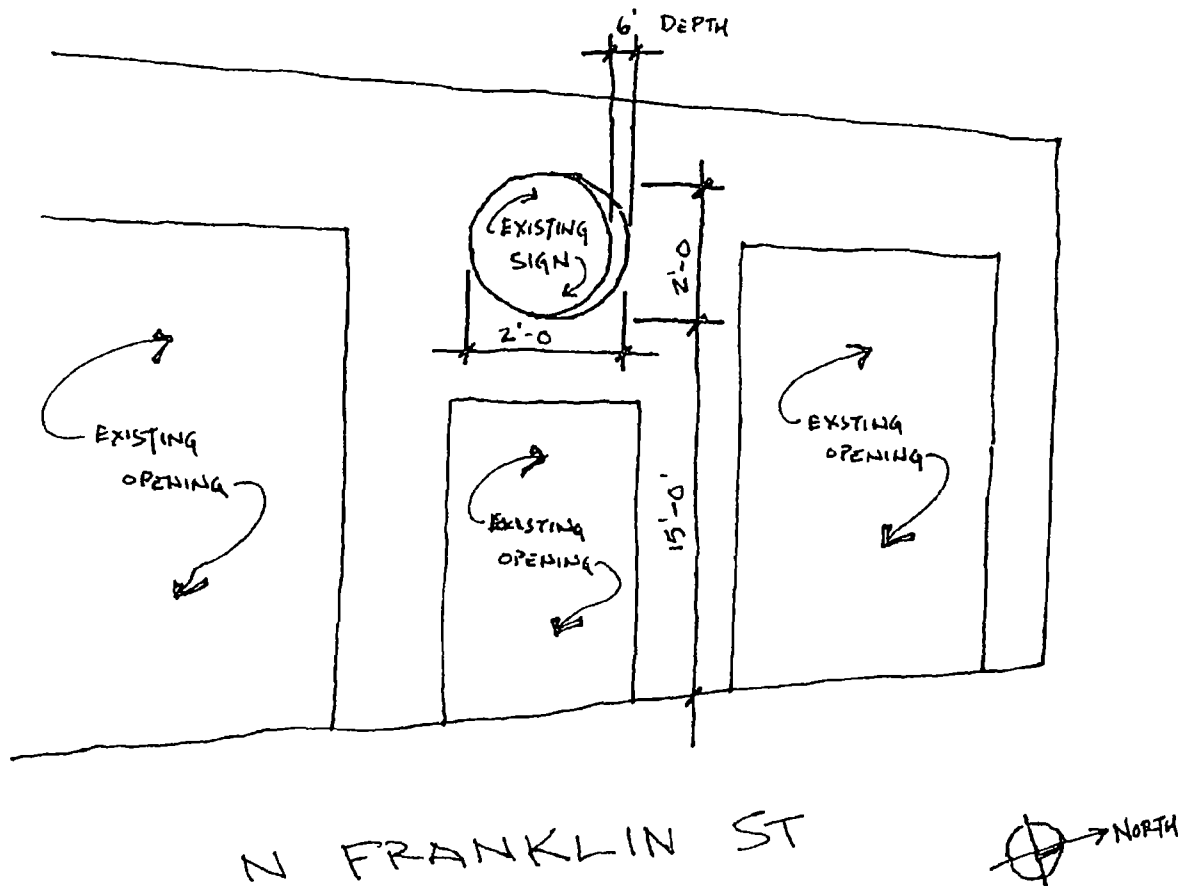 6' DEPTH
EXISTING
SIGN
2'-0
2'-0
EXISTING
OPENING
EXISTING
OPENING
EXSTING
OPENING
15'-0'
N FRANKLIN ST
NORTH